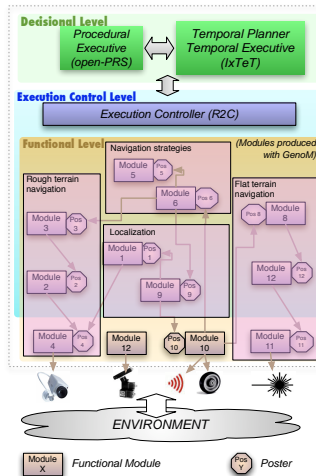 Decisional Level
Procedural
Executive
(open-PRS)
Temporal Planner
Temporal Executive
(IxTeT)
Execution Control Level
Execution Controller (R2C)
Functional Level
(Modules produced
with GenoM)
Navigation strategies
Module
5
Pos
5
Module
6
Pos 6
Rough terrain
navigation
Module
3
Pos
3
Module
2
Pos
2
Module
4
Pos
4
Localization
Module
1
Pos
1
Module
9
Pos
9
Flat terrain
navigation
Pos 8
Module
8
Module
12
Pos
12
Module
11
Pos
11
Module
12
Pos
10
Module
10
ENVIRONMENT
Module
X
Functional Module
Pos
Y
Poster